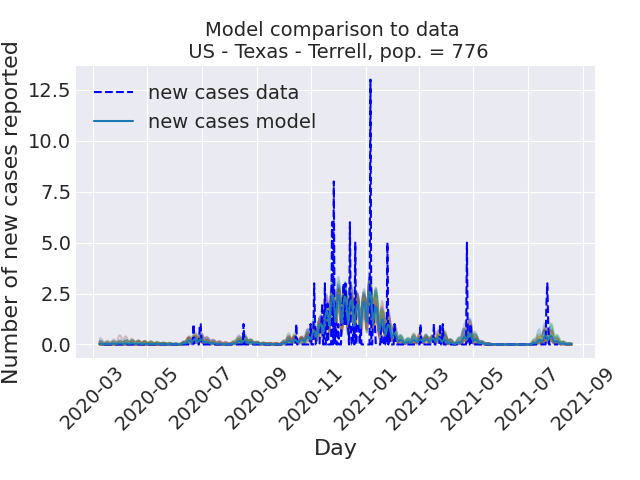 Model comparison to data
US - Texas - Terrell, pop. = 776
Number of new cases reported
12.5
10.0
7.5
5.0
2.5
0.0
new cases data
new cases model
2020-03
2020-05
2020-07
2020-09
2020-11
2021-01
2021-03
2021-05
2021-07
2021-09
Day